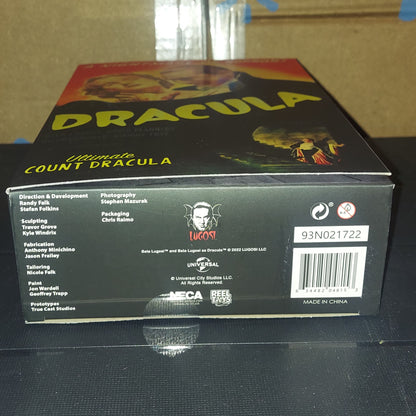 DRACULA
Ultimate
COUNT DRACULA
Direction & Development
Randy Falk
Stefan Folkins
Sculpting
Trevor Grove
Kyle Windrix
Fabrication
Anthony Minichino
Jason Frailey
Tailoring
Nicole Falk
Paint
Jon Wardell
Geoffrey Trapp
Prototypes
True Cast Studios
Photography
Stephen Mazurek
Packaging
Chris Raimo
LUGOSI
Bela Lugosi™ and Bela Lugosi as Dracula™ © 2022 LUGOSI LLC
UNIVERSAL
© Universal City Studios LLC.
All Rights Reserved.
NECA
REEL
TOYS
93N021722
MADE IN CHINA